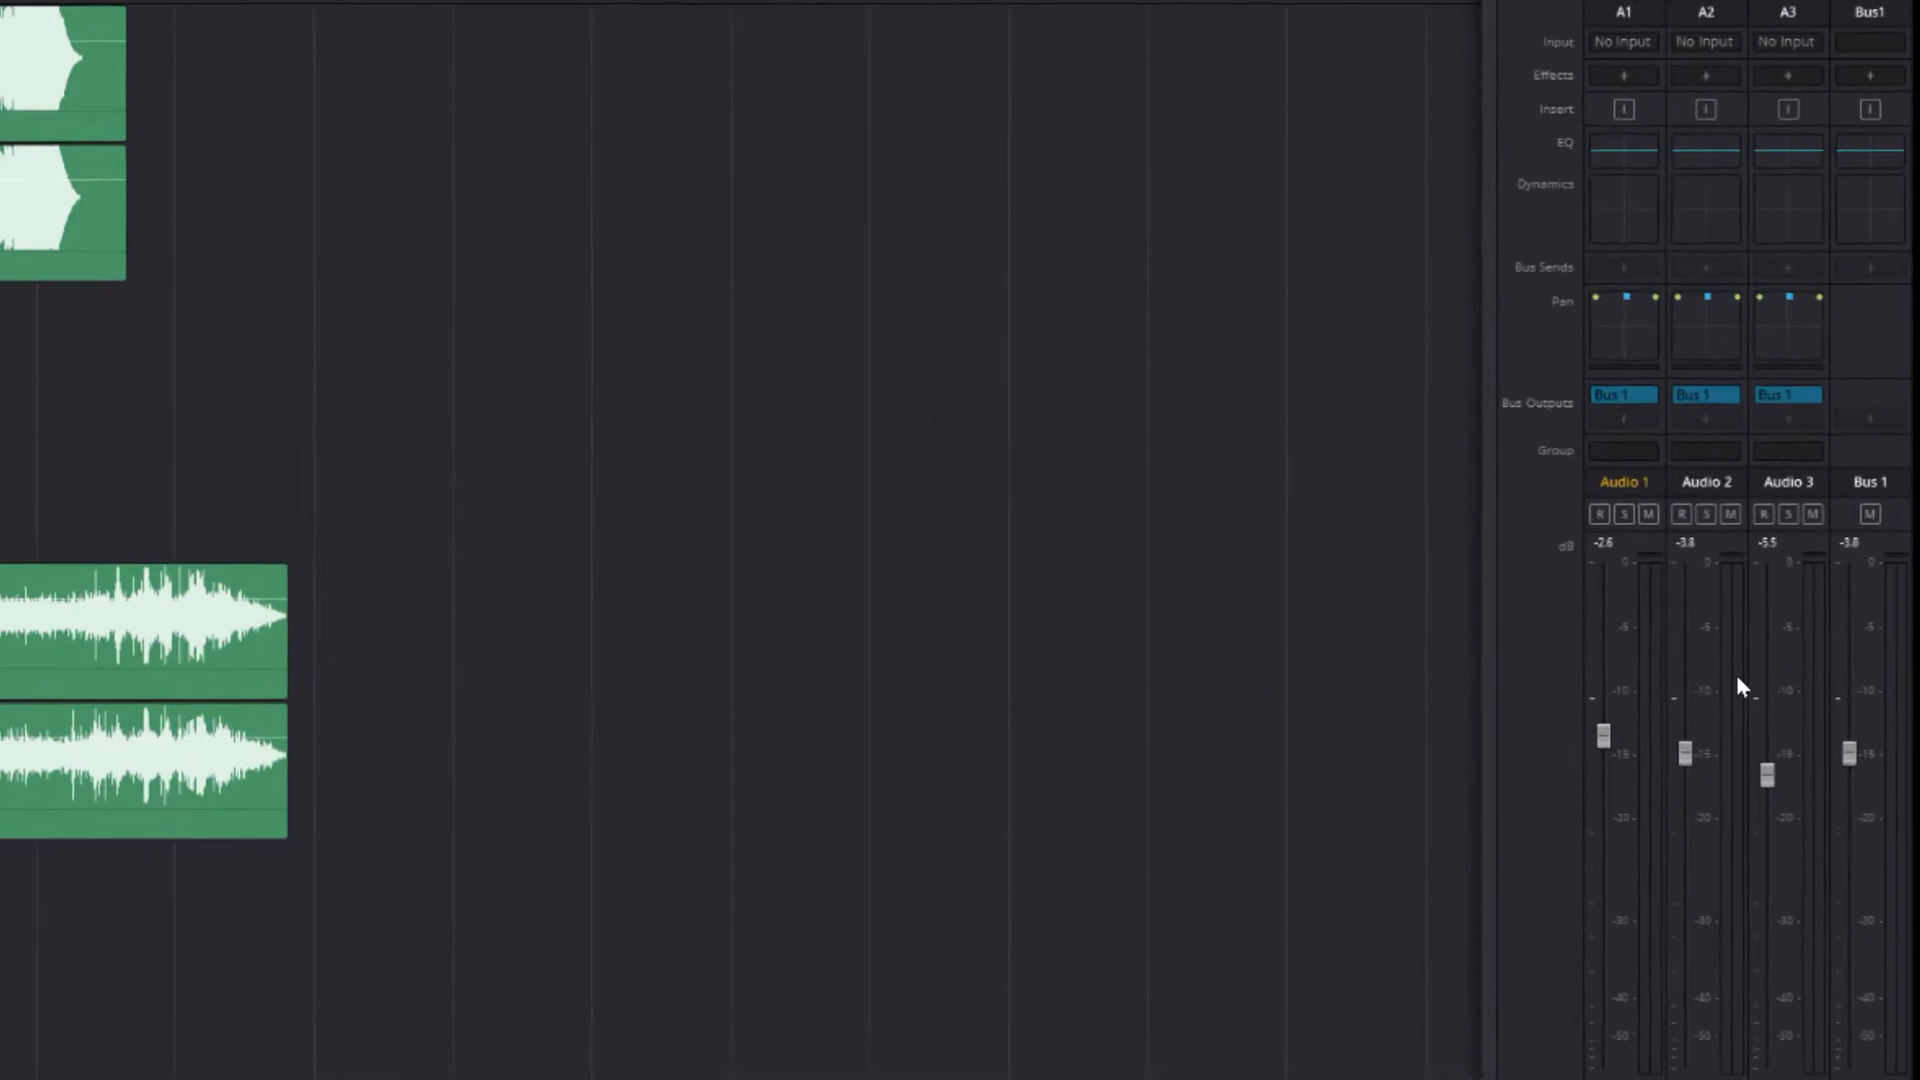 A1 A2 A3 Bus1
Input No Input No Input No Input
Effects + + + +
Insert I I I I
EQ
Dynamics
Bus Sends + + + +
Pan
Bus Outputs Bus 1 Bus 1 Bus 1
+ + + +
Group
Audio 1 Audio 2 Audio 3 Bus 1
R S M R S M R S M M
dB -2.6 -3.8 -5.5 -3.8
0 0 0 0
-5 -5 -5 -5
-10 -10 -10 -10
-15 -15 -15 -15
-20 -20 -20 -20
-30 -30 -30 -30
-40 -40 -40 -40
-50 -50 -50 -50